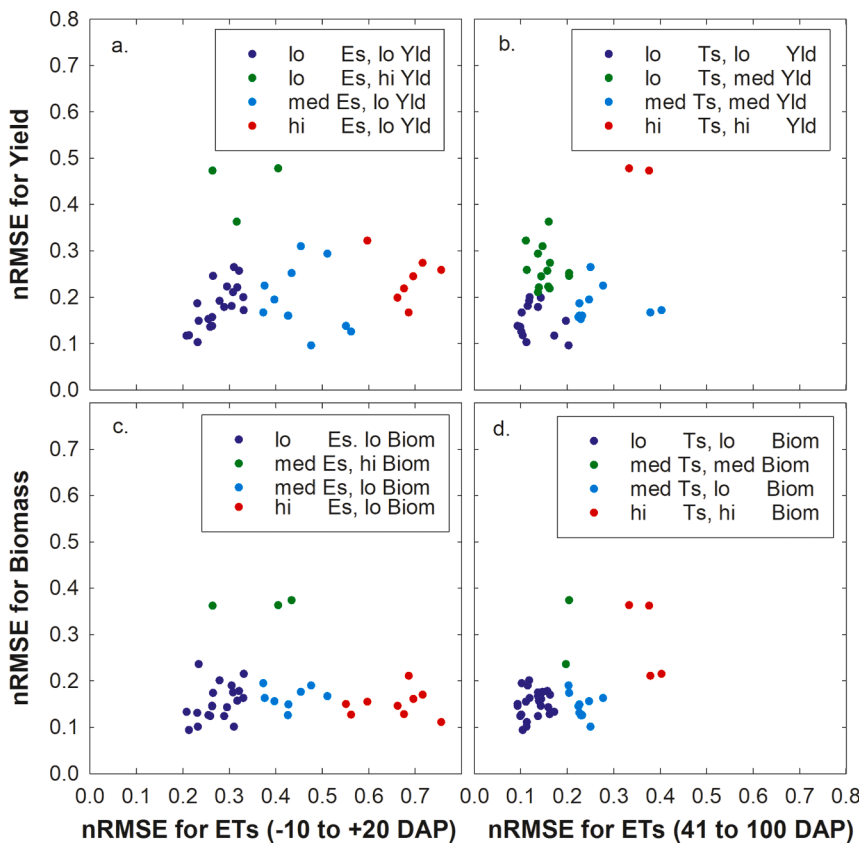 nRMSE for Yield
0.8
0.7
0.6
0.5
0.4
0.3
0.2
0.1
0.0
a.
lo Es, lo Yld
lo Es, hi Yld
med Es, lo Yld
hi Es, lo Yld
b.
lo Ts, lo Yld
lo Ts, med Yld
med Ts, med Yld
hi Ts, hi Yld
nRMSE for Biomass
0.7
0.6
0.5
0.4
0.3
0.2
0.1
0.0
c.
lo Es. lo Biom
med Es, hi Biom
med Es, lo Biom
hi Es, lo Biom
d.
lo Ts, lo Biom
med Ts, med Biom
med Ts, lo Biom
hi Ts, hi Biom
0.0 0.1 0.2 0.3 0.4 0.5 0.6 0.7
0.0 0.1 0.2 0.3 0.4 0.5 0.6 0.7 0.8
nRMSE for ETs (-10 to +20 DAP)
nRMSE for ETs (41 to 100 DAP)